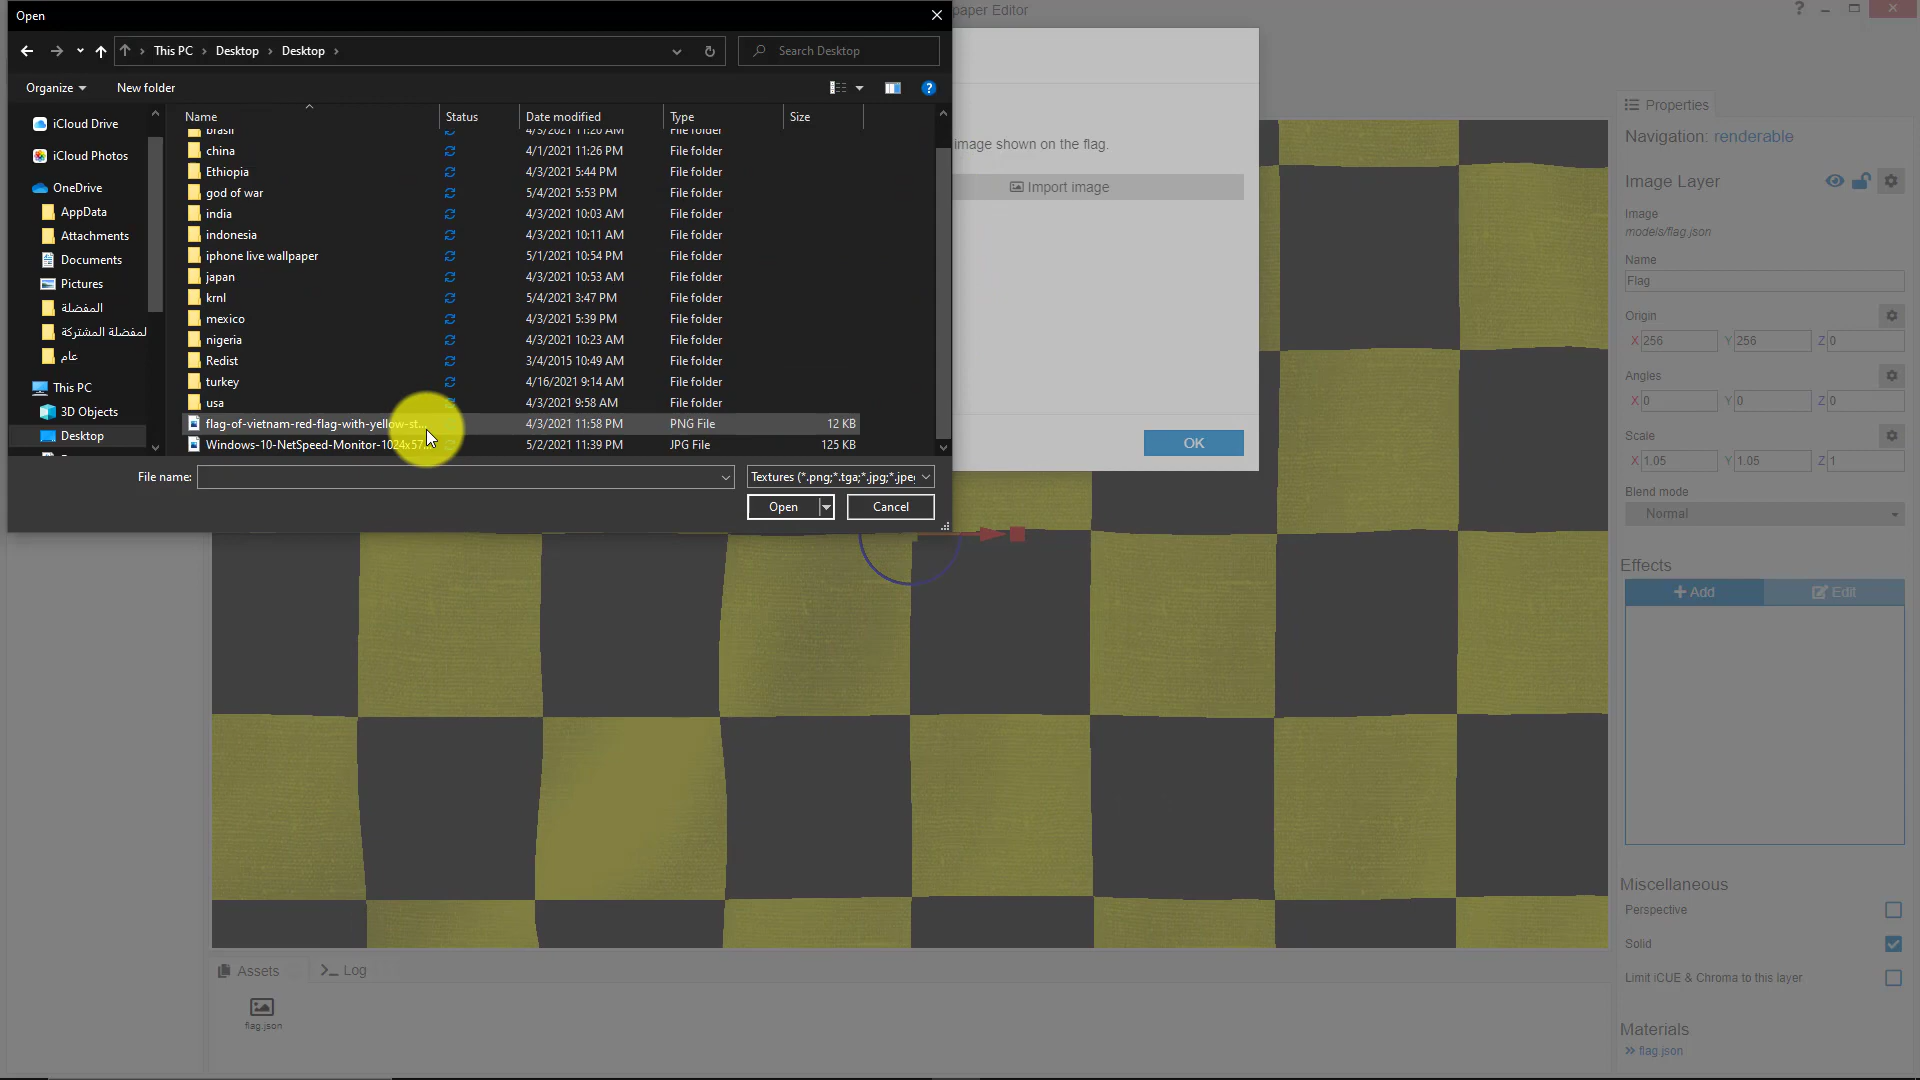 Open
paper Editor
This PC > Desktop > Desktop >
Search Desktop
Organize
New folder
iCloud Drive
iCloud Photos
OneDrive
AppData
Attachments
Documents
Pictures
المفضلة
لمفضلة المشتركة
عام
This PC
3D Objects
Desktop
Name Status Date modified Type Size
brasil 4/3/2021 11:20 AM File folder
china 4/1/2021 11:26 PM File folder
Ethiopia 4/3/2021 5:44 PM File folder
god of war 5/4/2021 5:53 PM File folder
india 4/3/2021 10:03 AM File folder
indonesia 4/3/2021 10:11 AM File folder
iphone live wallpaper 5/1/2021 10:54 PM File folder
japan 4/3/2021 10:53 AM File folder
krnl 5/4/2021 3:47 PM File folder
mexico 4/3/2021 5:39 PM File folder
nigeria 4/3/2021 10:23 AM File folder
Redist 3/4/2015 10:49 AM File folder
turkey 4/16/2021 9:14 AM File folder
usa 4/3/2021 9:58 AM File folder
flag-of-vietnam-red-flag-with-yellow-st... 4/3/2021 11:58 PM PNG File 12 KB
Windows-10-NetSpeed-Monitor-1024x57... 5/2/2021 11:39 PM JPG File 125 KB
File name:
Textures (*.png;*.tga;*.jpg;*.jpe
Open
Cancel
image shown on the flag.
Import image
OK
Properties
Navigation: renderable
Image Layer
Image
models/flag.json
Name
Flag
Origin
X 256 Y 256 Z 0
Angles
X 0 Y 0 Z 0
Scale
X 1.05 Y 1.05 Z 1
Blend mode
Normal
Effects
Add
Edit
Miscellaneous
Perspective
Solid
Limit iCUE & Chroma to this layer
Materials
flag.json
Assets
Log
flag.json